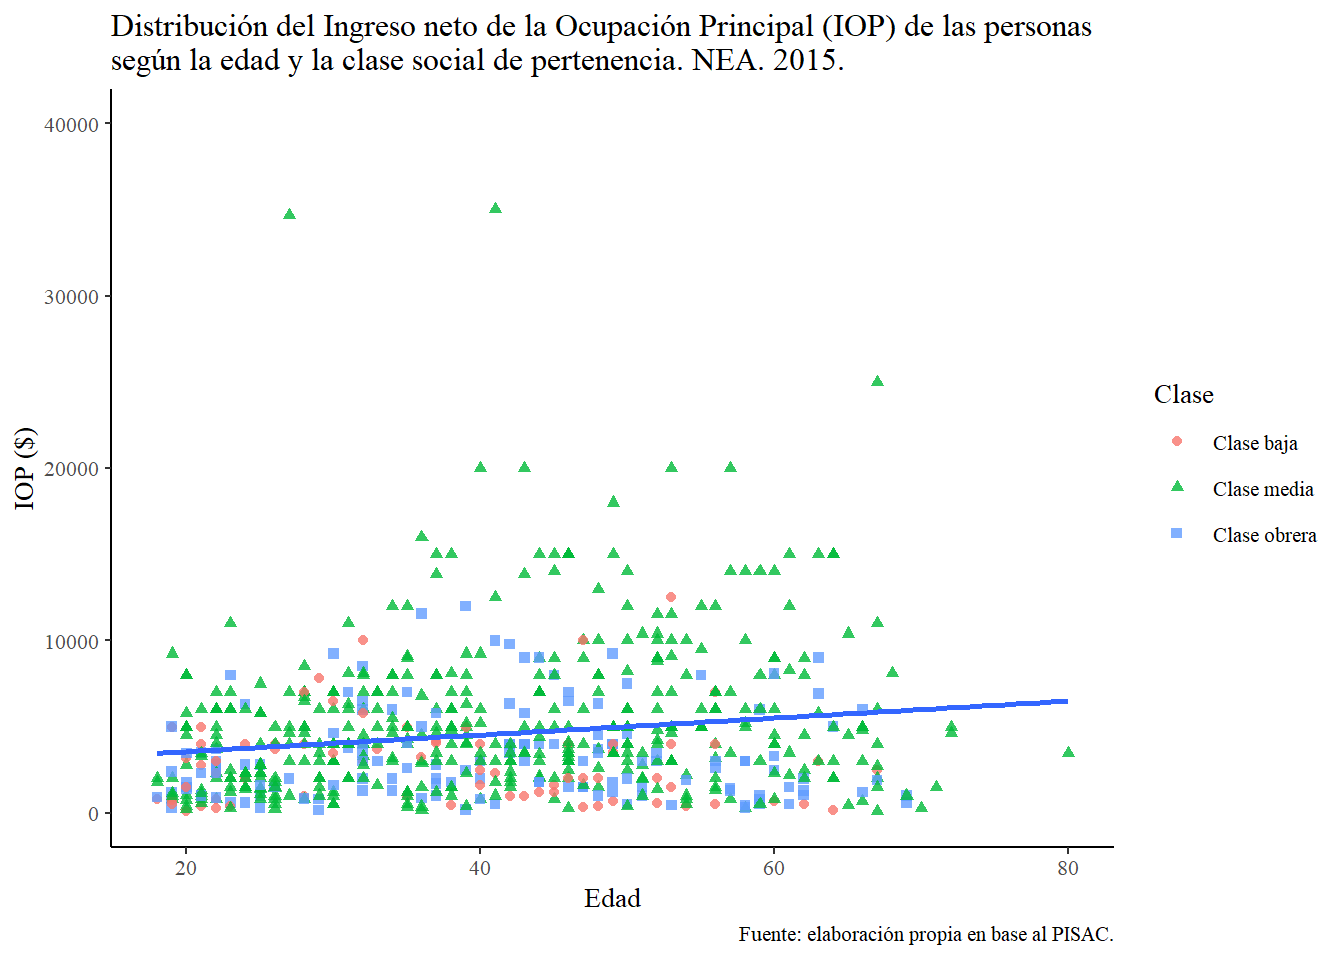 Distribución del Ingreso neto de la Ocupación Principal (IOP) de las personas
según la edad y la clase social de pertenencia. NEA. 2015.
40000
30000
20000
10000
0
IOP ($)
20
40
60
80
Edad
Clase
Clase baja
Clase media
Clase obrera
Fuente: elaboración propia en base al PISAC.